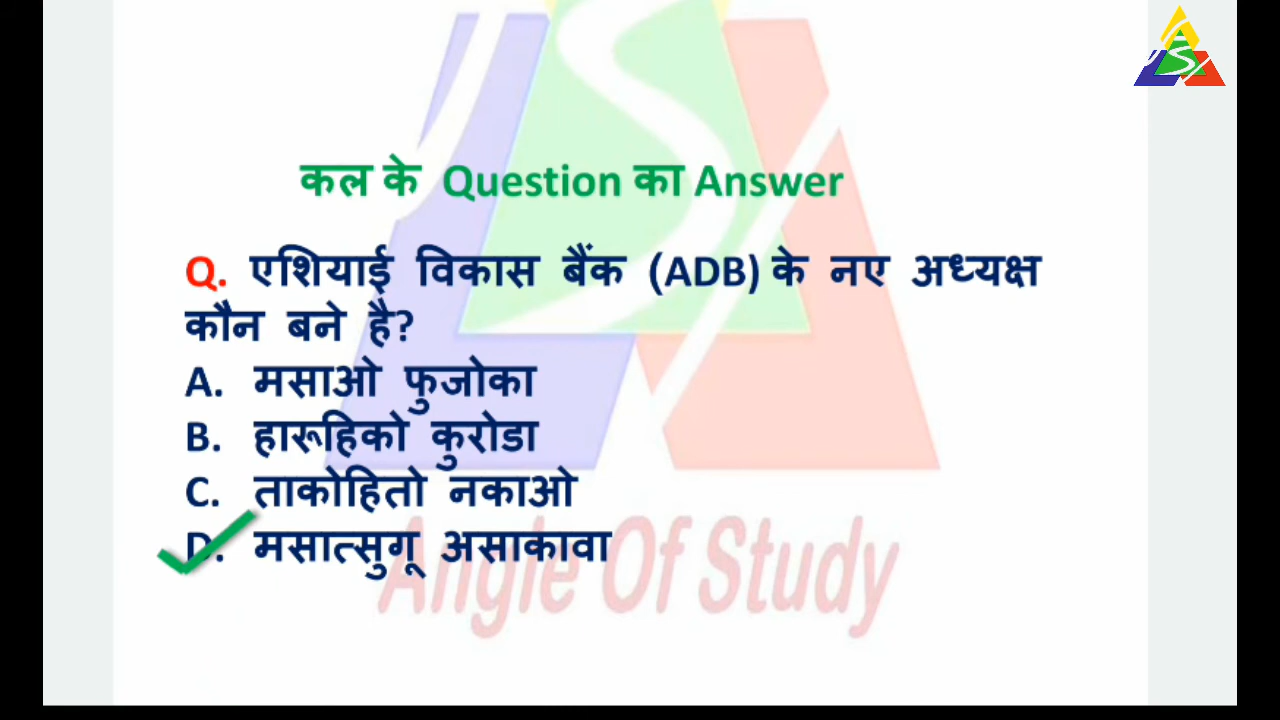 कल के Question का Answer
Q. एशियाई विकास बैंक (ADB) के नए अध्यक्ष
कौन बने है?
A. मसाओ फुजोका
B. हारूहिको कुरोडा
C. ताकोहितो नकाओ
D. मसात्सुगू असाकावा
Angle Of Study